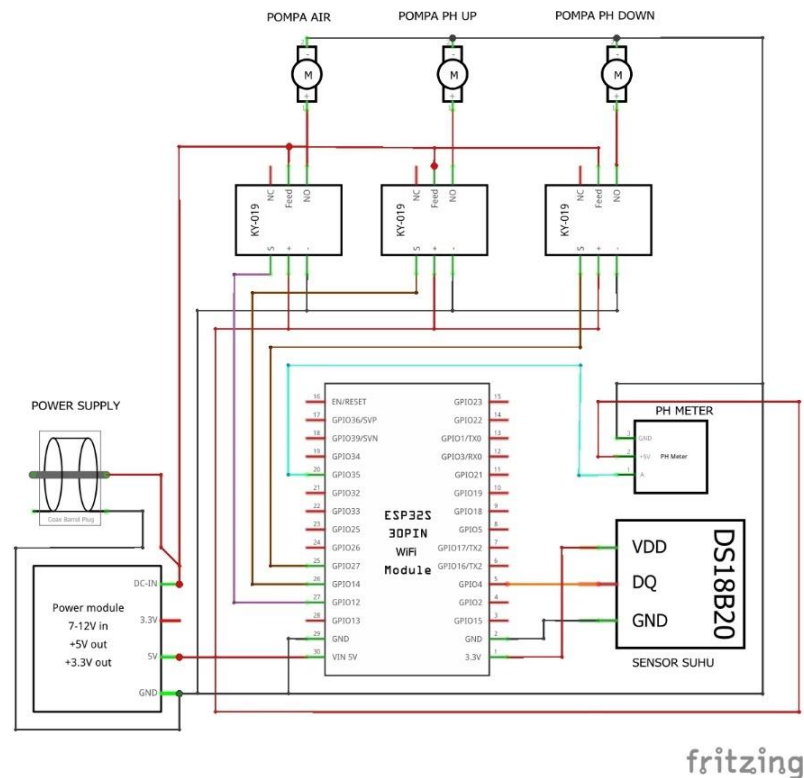 POMPA AIR
POMPA PH UP
POMPA PH DOWN
M
M
M
NC
Feed
NO
KY-019
S
+
-
NC
Feed
NO
KY-019
S
+
-
NC
Feed
NO
KY-019
S
+
-
POWER SUPPLY
Coax Barril Plug
Power module
7-12V in
+5V out
+3.3V out
DC-IN
3.3V
5V
GND
16 EN/RESET
17 GPIO36/SVP
18 GPIO39/SVN
19 GPIO34
20 GPIO35
21 GPIO32
22 GPIO33
23 GPIO25
24 GPIO26
25 GPIO27
26 GPIO14
27 GPIO12
28 GPIO13
29 GND
30 VIN 5V
ESP32S
30PIN
WiFi
Module
GPIO23 15
GPIO22 14
GPIO1/TX0 13
GPIO3/RX0 12
GPIO21 11
GPIO19 10
GPIO18 9
GPIO5 8
GPIO17/TX2 7
GPIO16/TX2 6
GPIO4 5
GPIO2 4
GPIO15 3
GND 2
3.3V 1
PH METER
3 GND
2 +5V
1 A
PH Meter
VDD
DQ
GND
DS18B20
SENSOR SUHU
fritzing